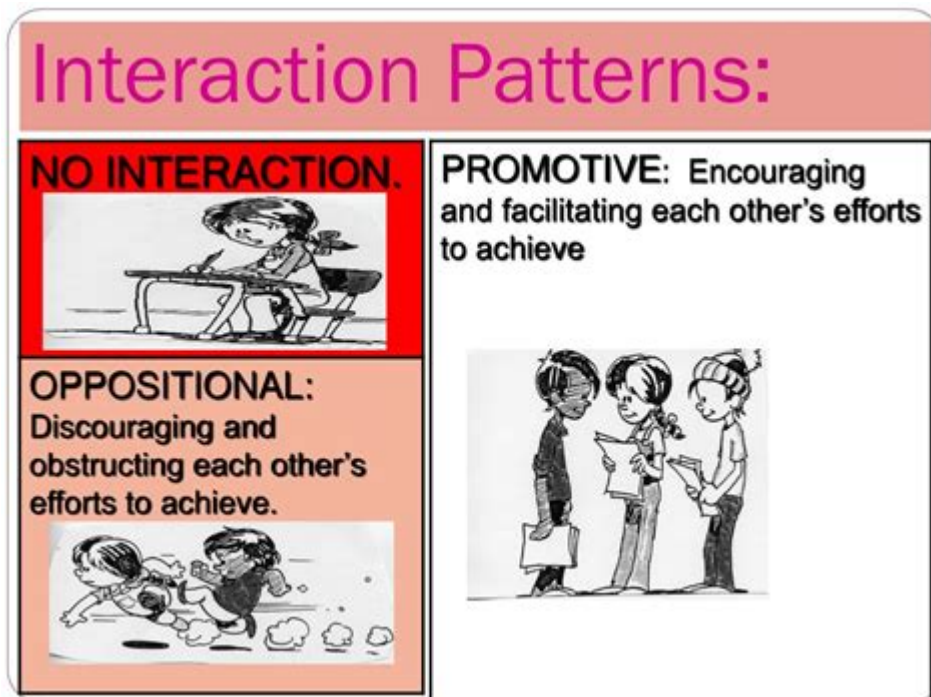 Interaction Patterns:
NO INTERACTION.
OPPOSITIONAL:
Discouraging and
obstructing each other's
efforts to achieve.
PROMOTIVE: Encouraging
and facilitating each other's efforts
to achieve